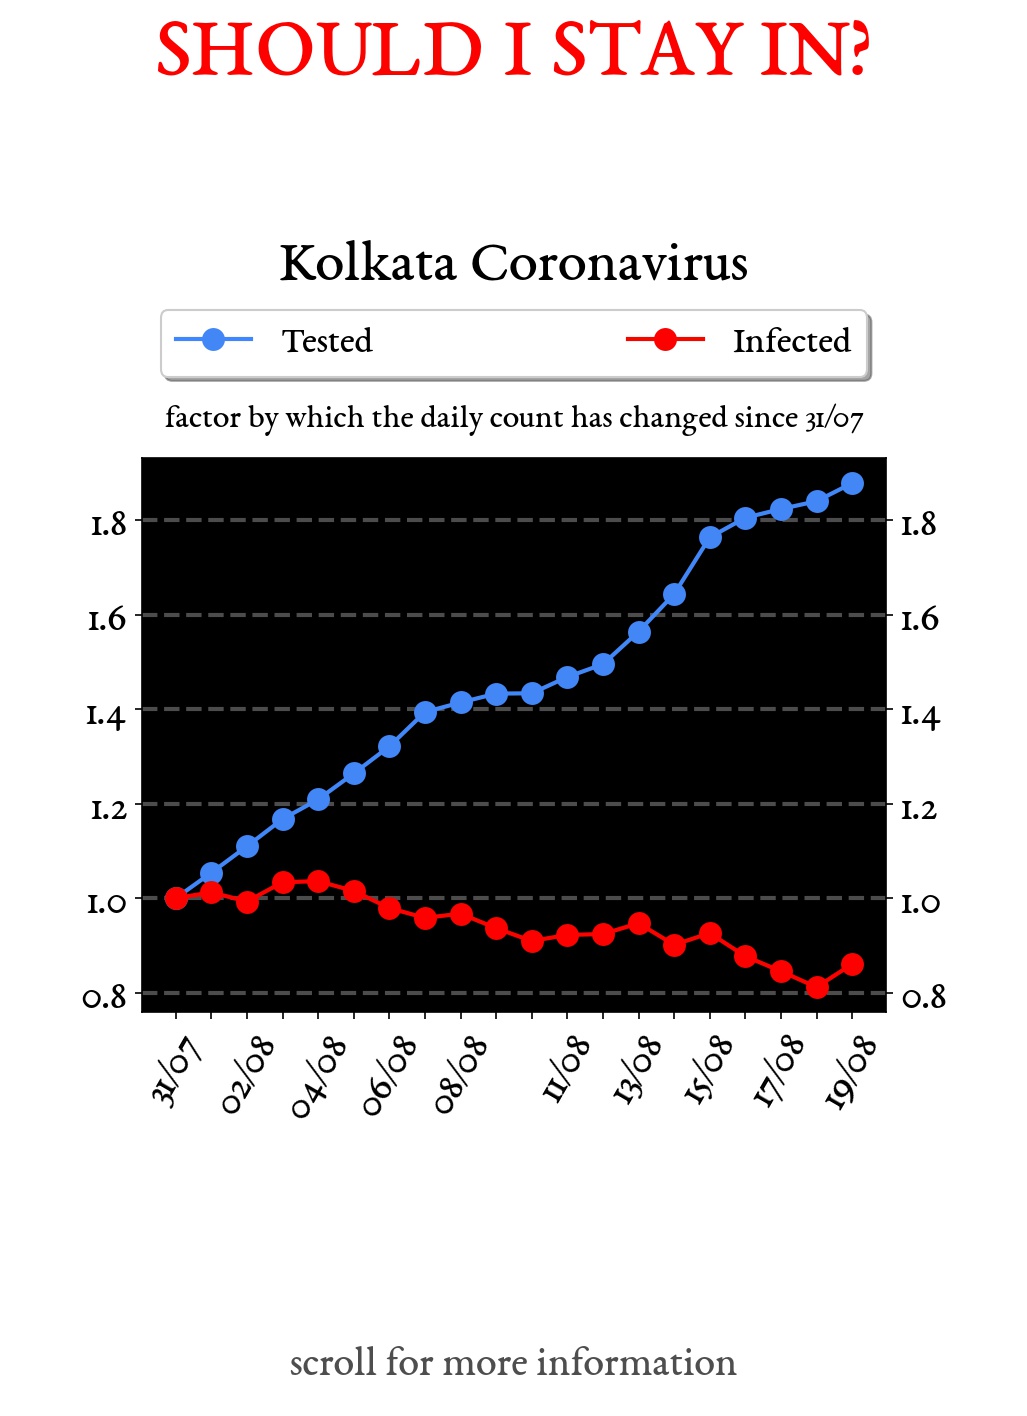 SHOULD I STAY IN?
Kolkata Coronavirus
Tested Infected
factor by which the daily count has changed since 31/07
1.8 1.8
1.6 1.6
1.4 1.4
1.2 1.2
1.0 1.0
0.8 0.8
31/07 02/08 04/08 06/08 08/08 11/08 13/08 15/08 17/08 19/08
scroll for more information